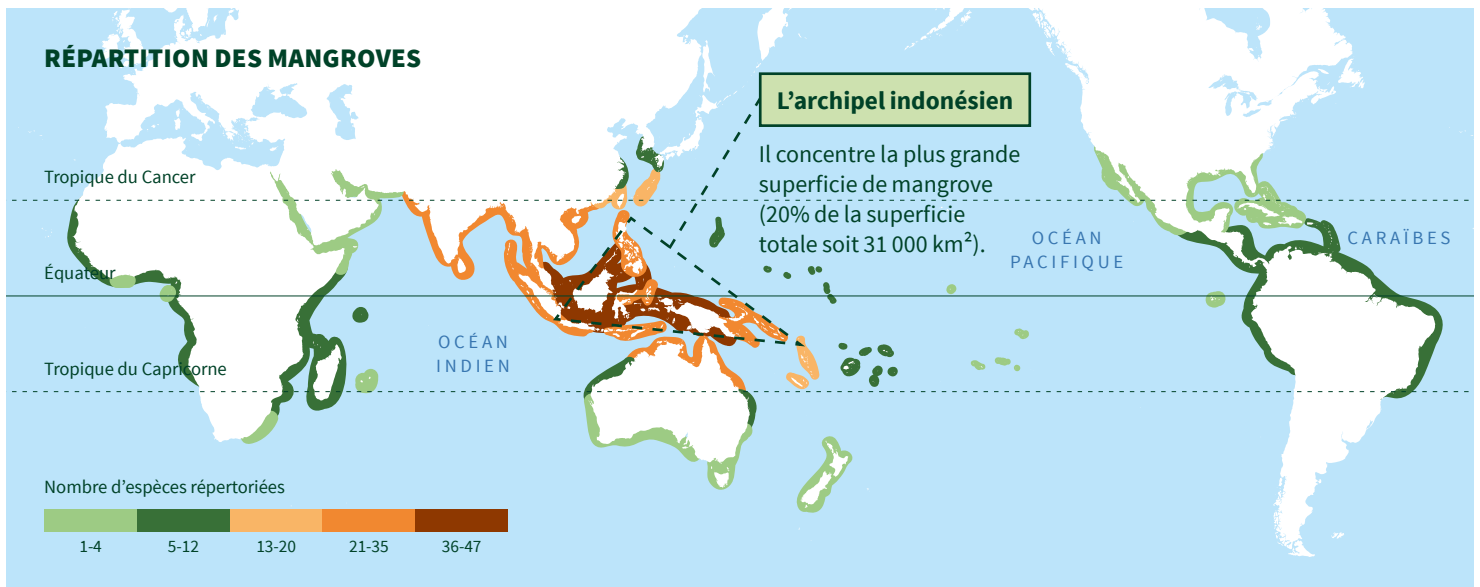 RÉPARTITION DES MANGROVES
L'archipel indonésien
Il concentre la plus grande
superficie de mangrove
(20% de la superficie
totale soit 31 000 km²).
Tropique du Cancer
Équateur
Tropique du Capricorne
OCÉAN
INDIEN
OCÉAN
PACIFIQUE
CARAÏBES
Nombre d'espèces répertoriées
1-4
5-12
13-20
21-35
36-47